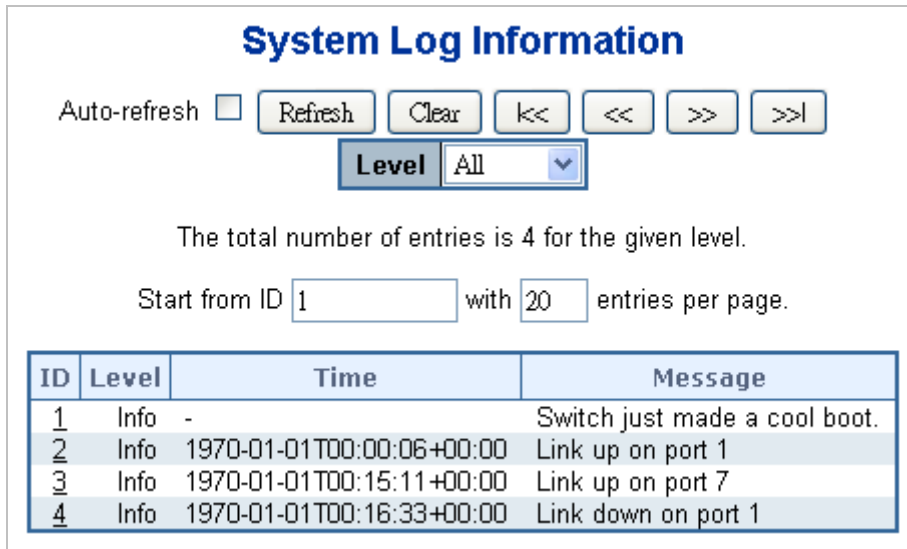 System Log Information
Auto-refresh Refresh Clear |<< << >> >>|
Level All
The total number of entries is 4 for the given level.
Start from ID 1 with 20 entries per page.
ID Level Time Message
1 Info - Switch just made a cool boot.
2 Info 1970-01-01T00:00:06+00:00 Link up on port 1
3 Info 1970-01-01T00:15:11+00:00 Link up on port 7
4 Info 1970-01-01T00:16:33+00:00 Link down on port 1